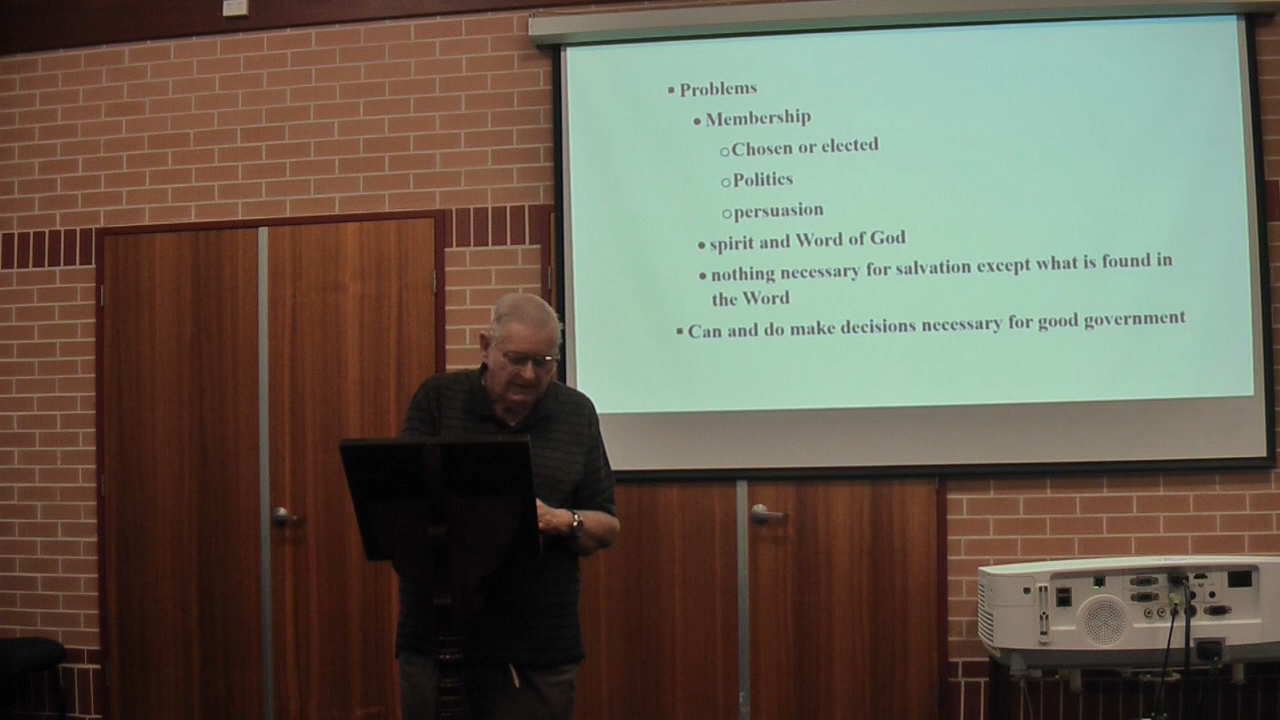 ▪ Problems
• Membership
○ Chosen or elected
○ Politics
○ persuasion
• spirit and Word of God
• nothing necessary for salvation except what is found in
the Word
▪ Can and do make decisions necessary for good government